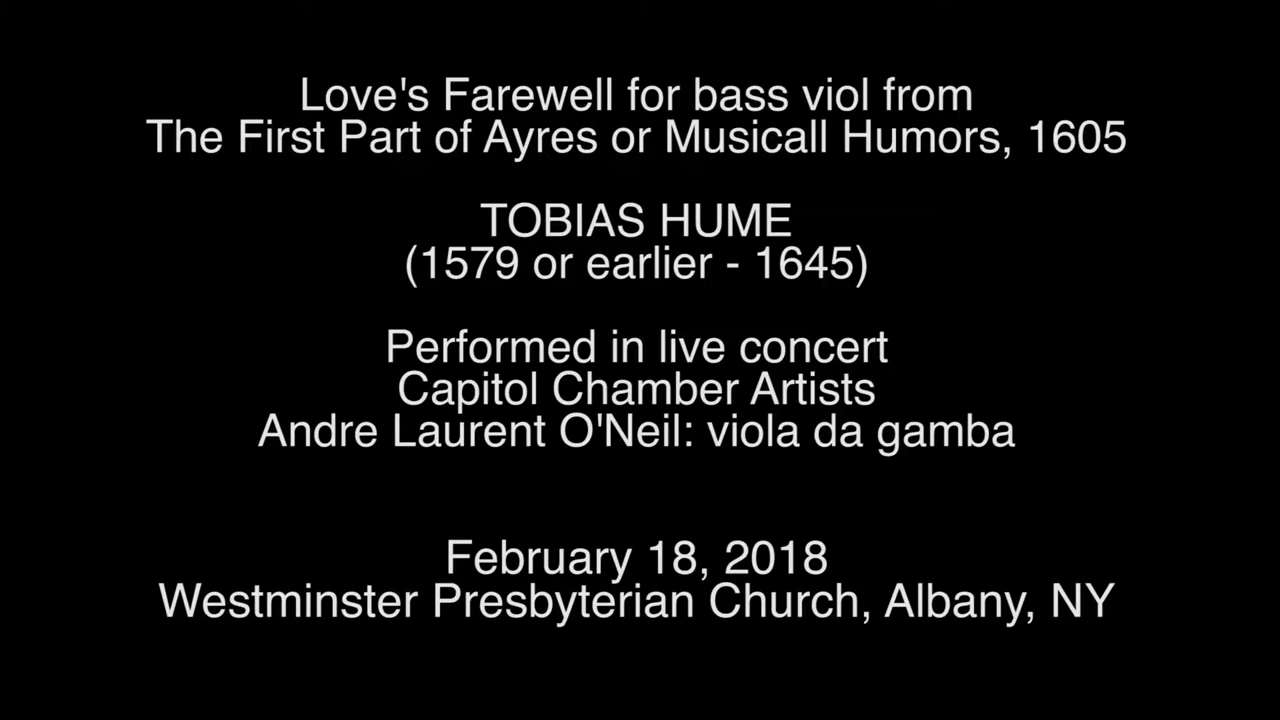 Love's Farewell for bass viol from
The First Part of Ayres or Musicall Humors, 1605
TOBIAS HUME
(1579 or earlier - 1645)
Performed in live concert
Capitol Chamber Artists
Andre Laurent O'Neil: viola da gamba
February 18, 2018
Westminster Presbyterian Church, Albany, NY